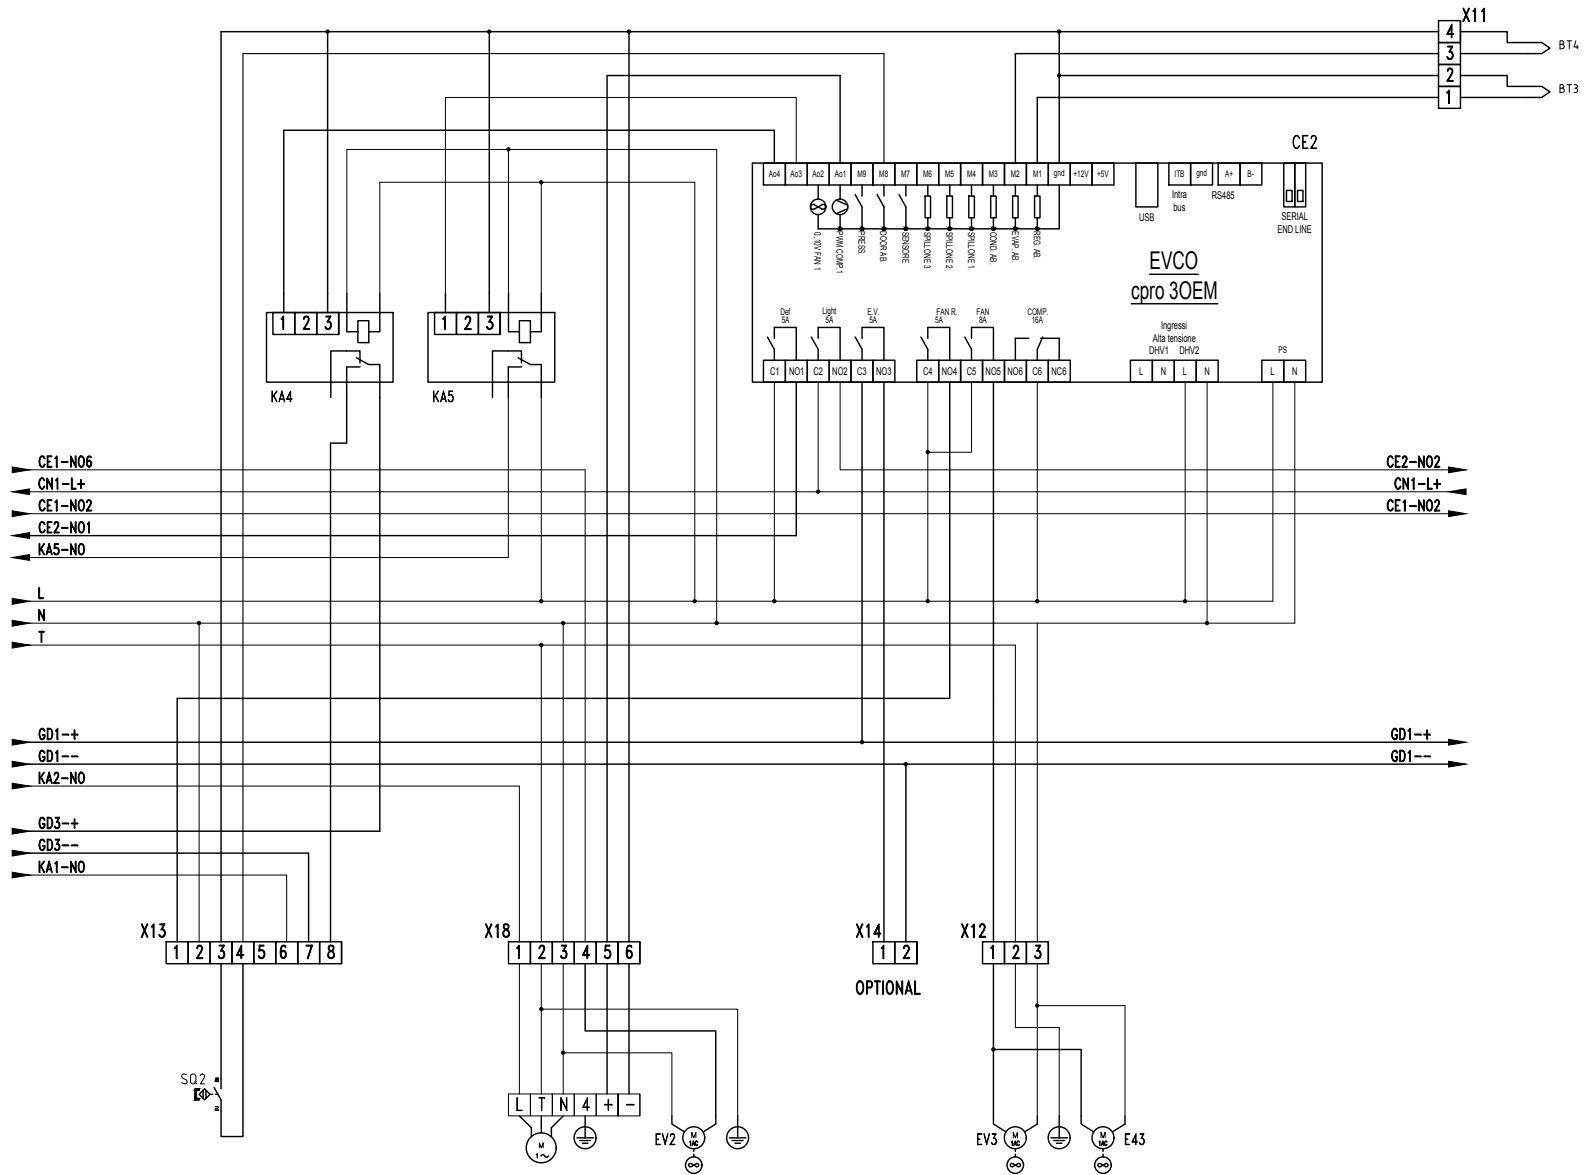 X11
4
BT4
3
2
BT3
1
CE2
Ao4 Ao3 Ao2 Ao1 M9 M8 M7 M6 M5 M4 M3 M2 M1 gnd +12V +5V
ITB gnd A+ B-
USB
Intra bus
RS485
SERIAL
END LINE
0..10V FAN 1
PWM COMP.1
PRESS.
DOOR AB.
SENSORE
SPILLONE 3
SPILLONE 2
SPILLONE 1
COND. AB.
EVAP. AB.
REG. AB.
EVCO
cpro 3OEM
Def 5A
Light 5A
E.V. 5A
FAN R. 5A
FAN 8A
COMP. 16A
Ingressi
Alta tensione
DHV1 DHV2
PS
C1 NO1 C2 NO2 C3 NO3 C4 NO4 C5 NO5 NO6 C6 NC6
L N L N
L N
1 2 3
KA4
1 2 3
KA5
CE1-NO6
CE2-NO2
CN1-L+
CN1-L+
CE1-NO2
CE1-NO2
CE2-NO1
KA5-NO
L
N
T
GD1-+
GD1-+
GD1--
GD1--
KA2-NO
GD3-+
GD3--
KA1-NO
X13
1 2 3 4 5 6 7 8
X18
1 2 3 4 5 6
X14
1 2
OPTIONAL
X12
1 2 3
SQ2
L T N 4 + -
M
1~
EV2
M
1AC
EV3
M
1AC
M
1AC
E43